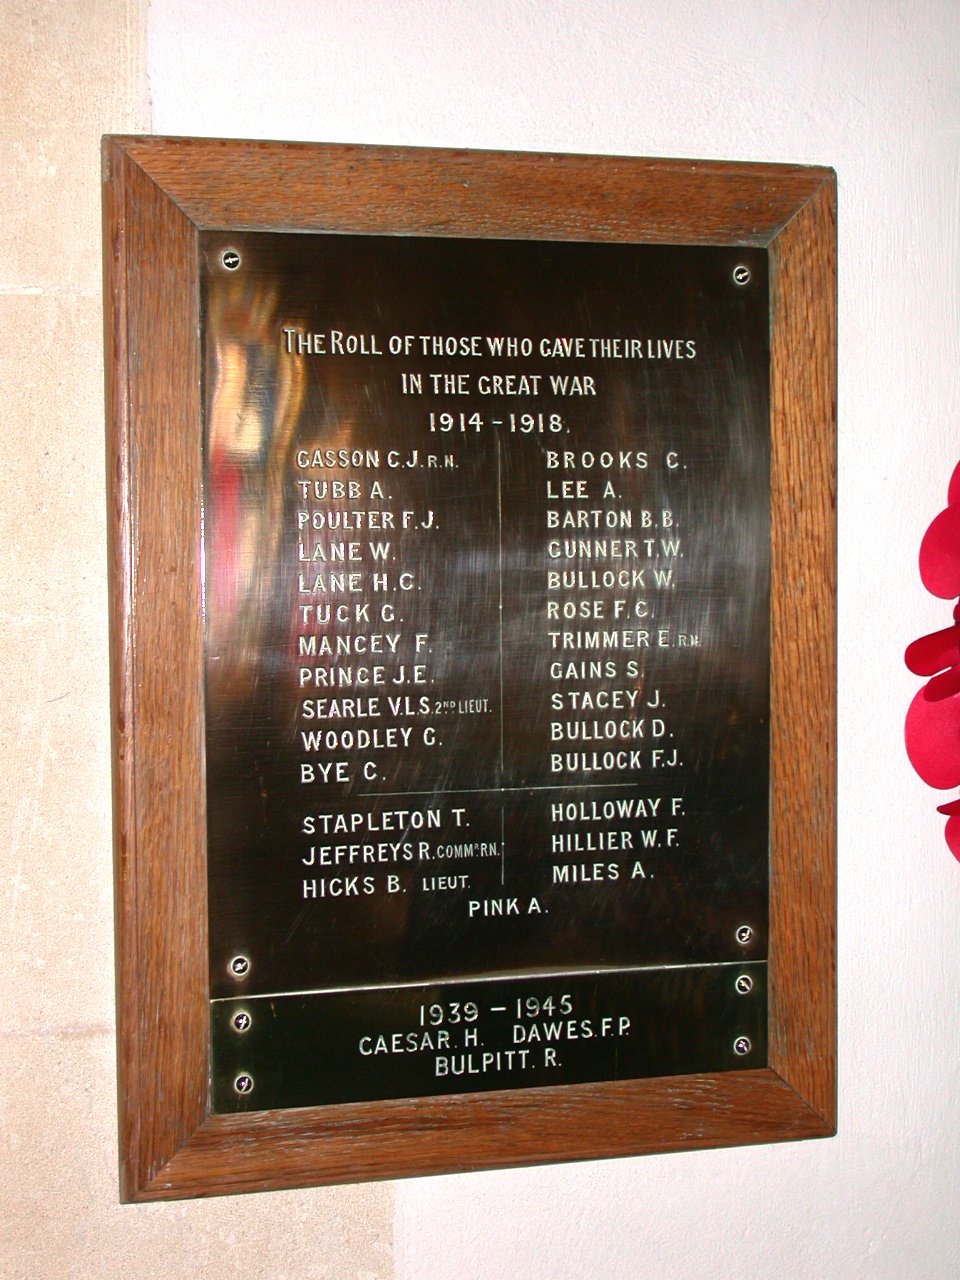 THE ROLL OF THOSE WHO GAVE THEIR LIVES
IN THE GREAT WAR
1914-1918.
GASSON C.J. R.N. BROOKS C.
TUBB A. LEE A.
POULTER F.J. BARTON B.B.
LANE W. GUNNER T.W.
LANE H.C. BULLOCK W.
TUCK G. ROSE F.C.
MANCEY F. TRIMMER E. R.N.
PRINCE J.E. GAINS S.
SEARLE V.L.S. 2ND LIEUT. STACEY J.
WOODLEY G. BULLOCK D.
BYE C. BULLOCK F.J.
STAPLETON T. HOLLOWAY F.
JEFFREYS R. COMMR. RN. HILLIER W.F.
HICKS B. LIEUT. MILES A.
PINK A.
1939 - 1945
CAESAR. H. DAWES. F.P.
BULPITT. R.